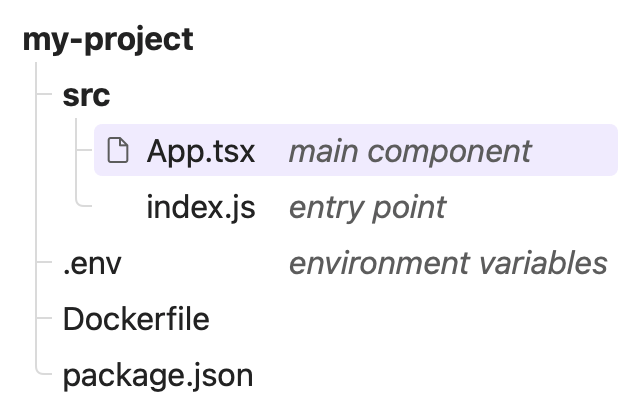 my-project
src
App.tsx main component
index.js entry point
.env environment variables
Dockerfile
package.json